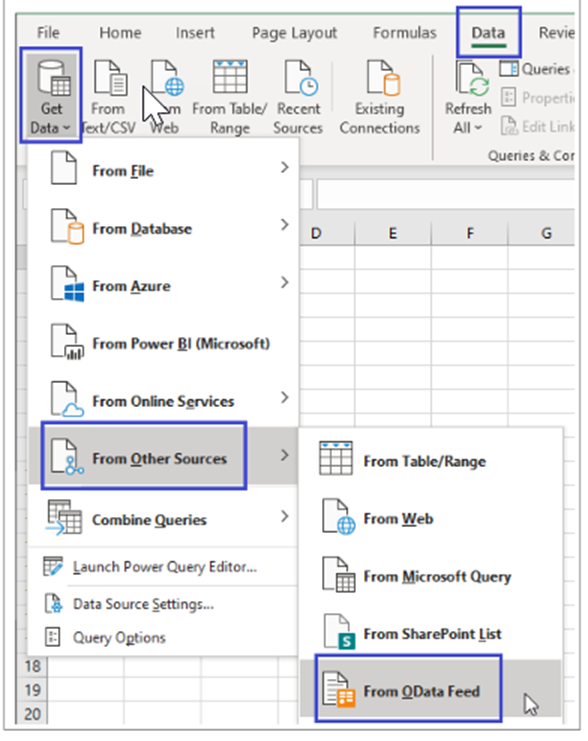 File Home Insert Page Layout Formulas Data Revie
Get Data From Text/CSV Web From Table/ Range Recent Sources Existing Connections Refresh All Queries
Properti
Edit Link
Queries & Cor
From File
From Database
From Azure
From Power BI (Microsoft)
From Online Services
From Other Sources
Combine Queries
Launch Power Query Editor...
Data Source Settings...
Query Options
D E F G
From Table/Range
From Web
From Microsoft Query
From SharePoint List
From OData Feed
18
19
20